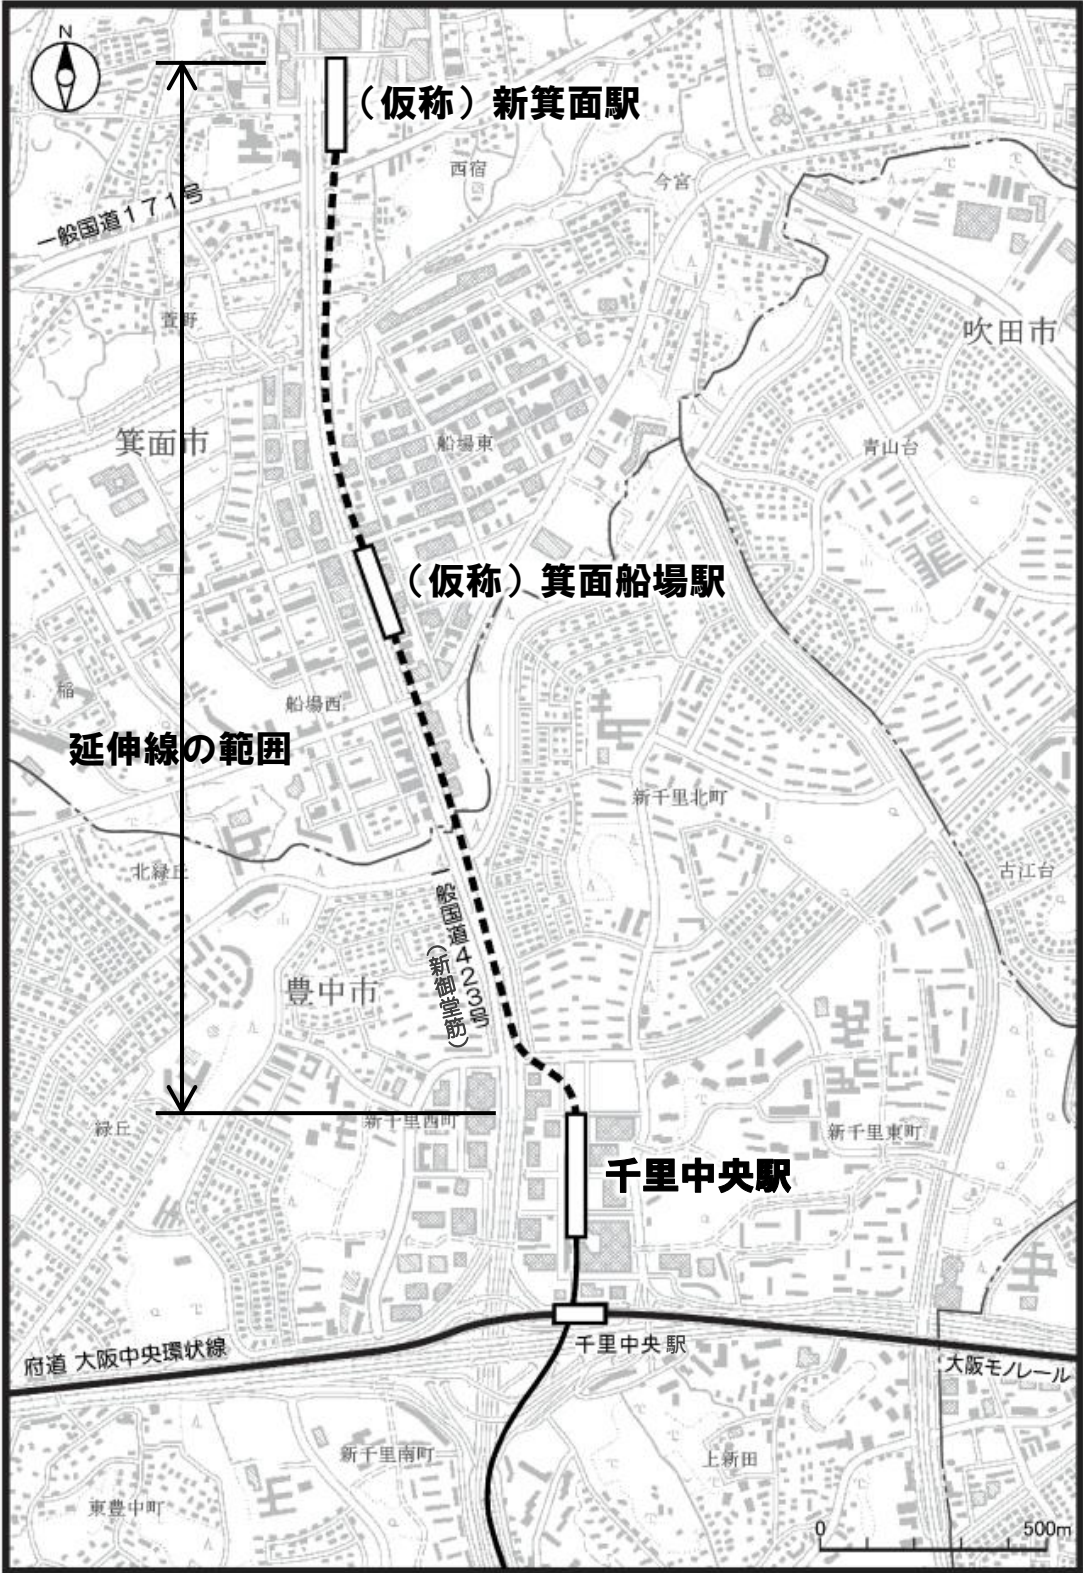 N
（仮称）新箕面駅
西宿
今宮
一般国道１７１号
萱野
吹田市
箕面市
船場東
青山台
（仮称）箕面船場駅
稲
船場西
延伸線の範囲
新千里北町
北緑丘
古江台
一般国道４２３号
（新御堂筋）
豊中市
緑丘
新千里西町
新千里東町
千里中央駅
千里中央駅
府道 大阪中央環状線
大阪モノレール
新千里南町
上新田
東豊中町
0 500m